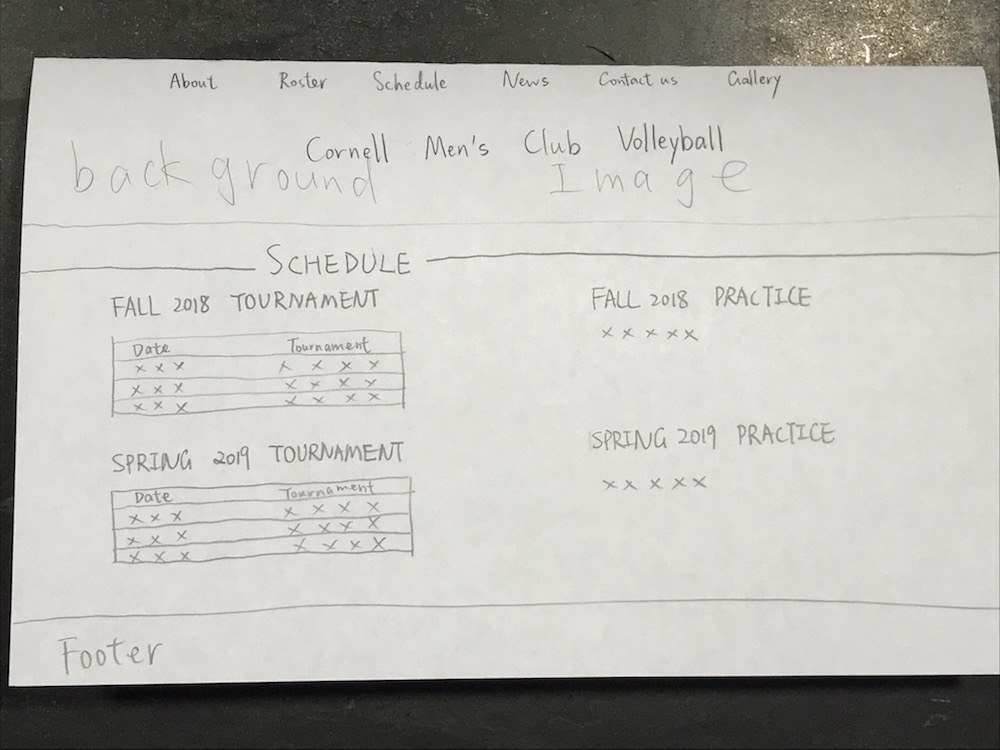 About Roster Schedule News Contact us Gallery
Cornell Men's Club Volleyball
background Image
SCHEDULE
FALL 2018 TOURNAMENT
Date Tournament
x x x x x x x
x x x x x x x
x x x x x x x
SPRING 2019 TOURNAMENT
Date Tournament
x x x x x x x
x x x x x x x
x x x x x x x
FALL 2018 PRACTICE
x x x x x
SPRING 2019 PRACTICE
x x x x x
Footer